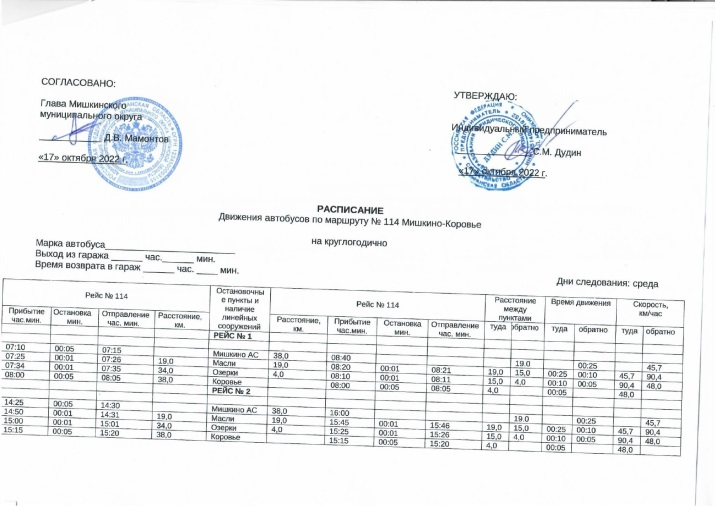 СОГЛАСОВАНО:
УТВЕРЖДАЮ:
Глава Мишкинского
муниципального округа
Индивидуальный предприниматель
Д.В. Мамонтов
С.М. Дудин
«17» октября 2022 г.
«17» октября 2022 г.
РАСПИСАНИЕ
Движения автобусов по маршруту № 114 Мишкино-Коровье
на круглогодично
Марка автобуса
Выход из гаража ______ час.______ мин.
Время возврата в гараж ______ час. ____ мин.
Дни следования: среда
Рейс № 114 Остановочны е пункты и наличие линейных сооружений Рейс № 114 Расстояние между пунктами Время движения Скорость, км/час
Прибытие час.мин. Остановка мин. Отправление час. мин. Расстояние, км. Расстояние, км. Прибытие час.мин. Остановка мин. Отправление час. мин. туда обратно туда обратно туда обратно
РЕЙС № 1
07:10 00:05 07:15 Мишкино АС 38,0 08:40
19.0 00:25 45,7
07:25 00:01 07:26 19,0 Масли 19,0 08:20 00:01 08:21 19,0 15,0 00:25 00:10 45,7 90,4
07:34 00:01 07:35 34,0 Озерки 4,0 08:10 00:01 08:11 15,0 4,0 00:10 00:05 90,4 48,0
08:00 00:05 08:05 38,0 Коровье 08:00 00:05 08:05 4,0 00:05 48,0
РЕЙС № 2
14:25 00:05 14:30 Мишкино АС 38,0 16:00
19.0 00:25 45,7
14:50 00:01 14:31 19,0 Масли 19,0 15:45 00:01 15:46 19,0 15,0 00:25 00:10 45,7 90,4
15:00 00:01 15:01 34,0 Озерки 4,0 15:25 00:01 15:26 15,0 4,0 00:10 00:05 90,4 48,0
15:15 00:05 15:20 38,0 Коровье 15:15 00:05 15:20 4,0 00:05 48,0